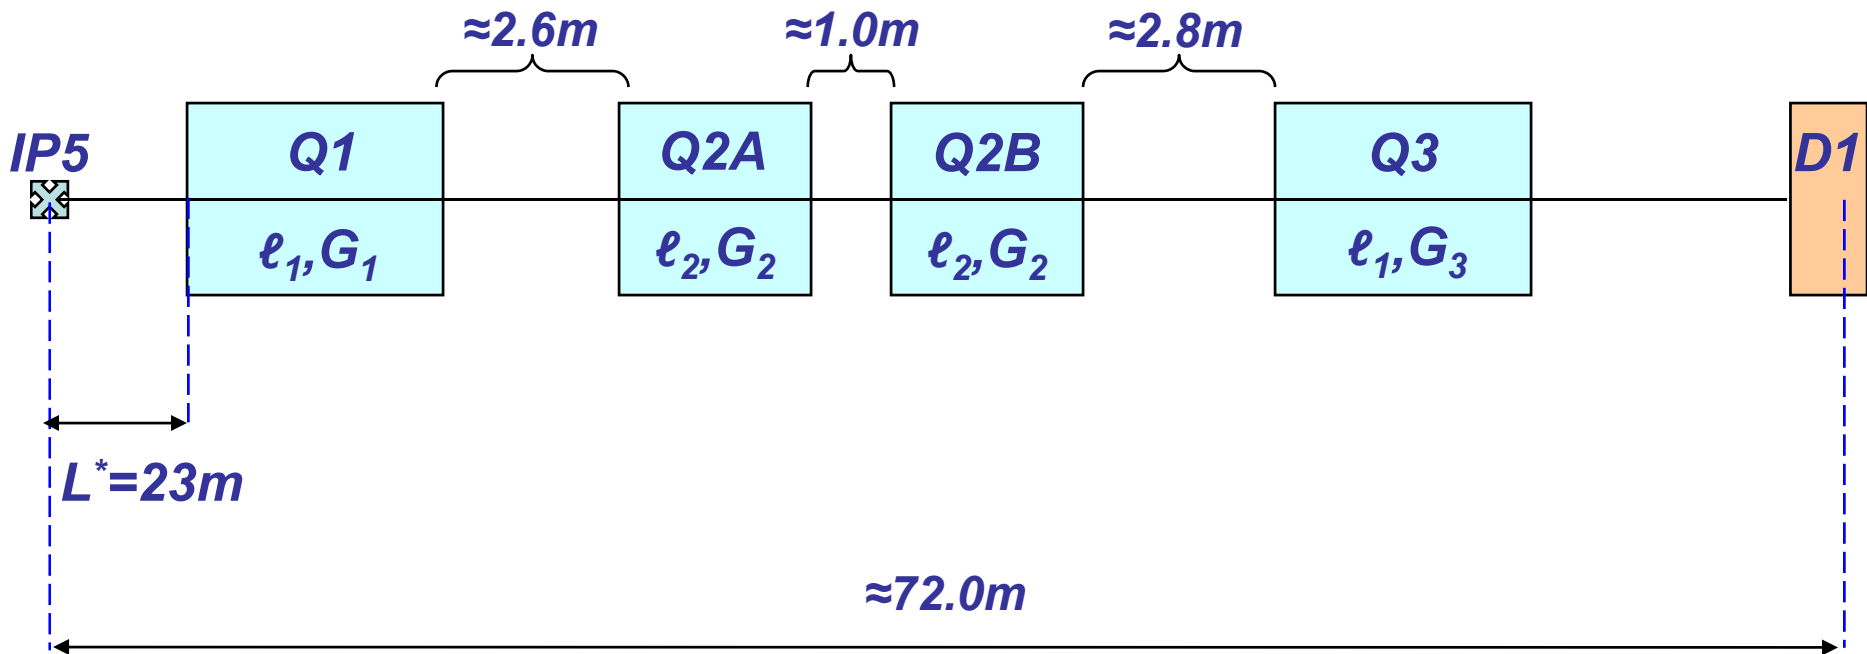 ≈2.6m ≈1.0m ≈2.8m
IP5 Q1 Q2A Q2B Q3 D1
ℓ₁,G₁ ℓ₂,G₂ ℓ₂,G₂ ℓ₁,G₃
L*=23m
≈72.0m